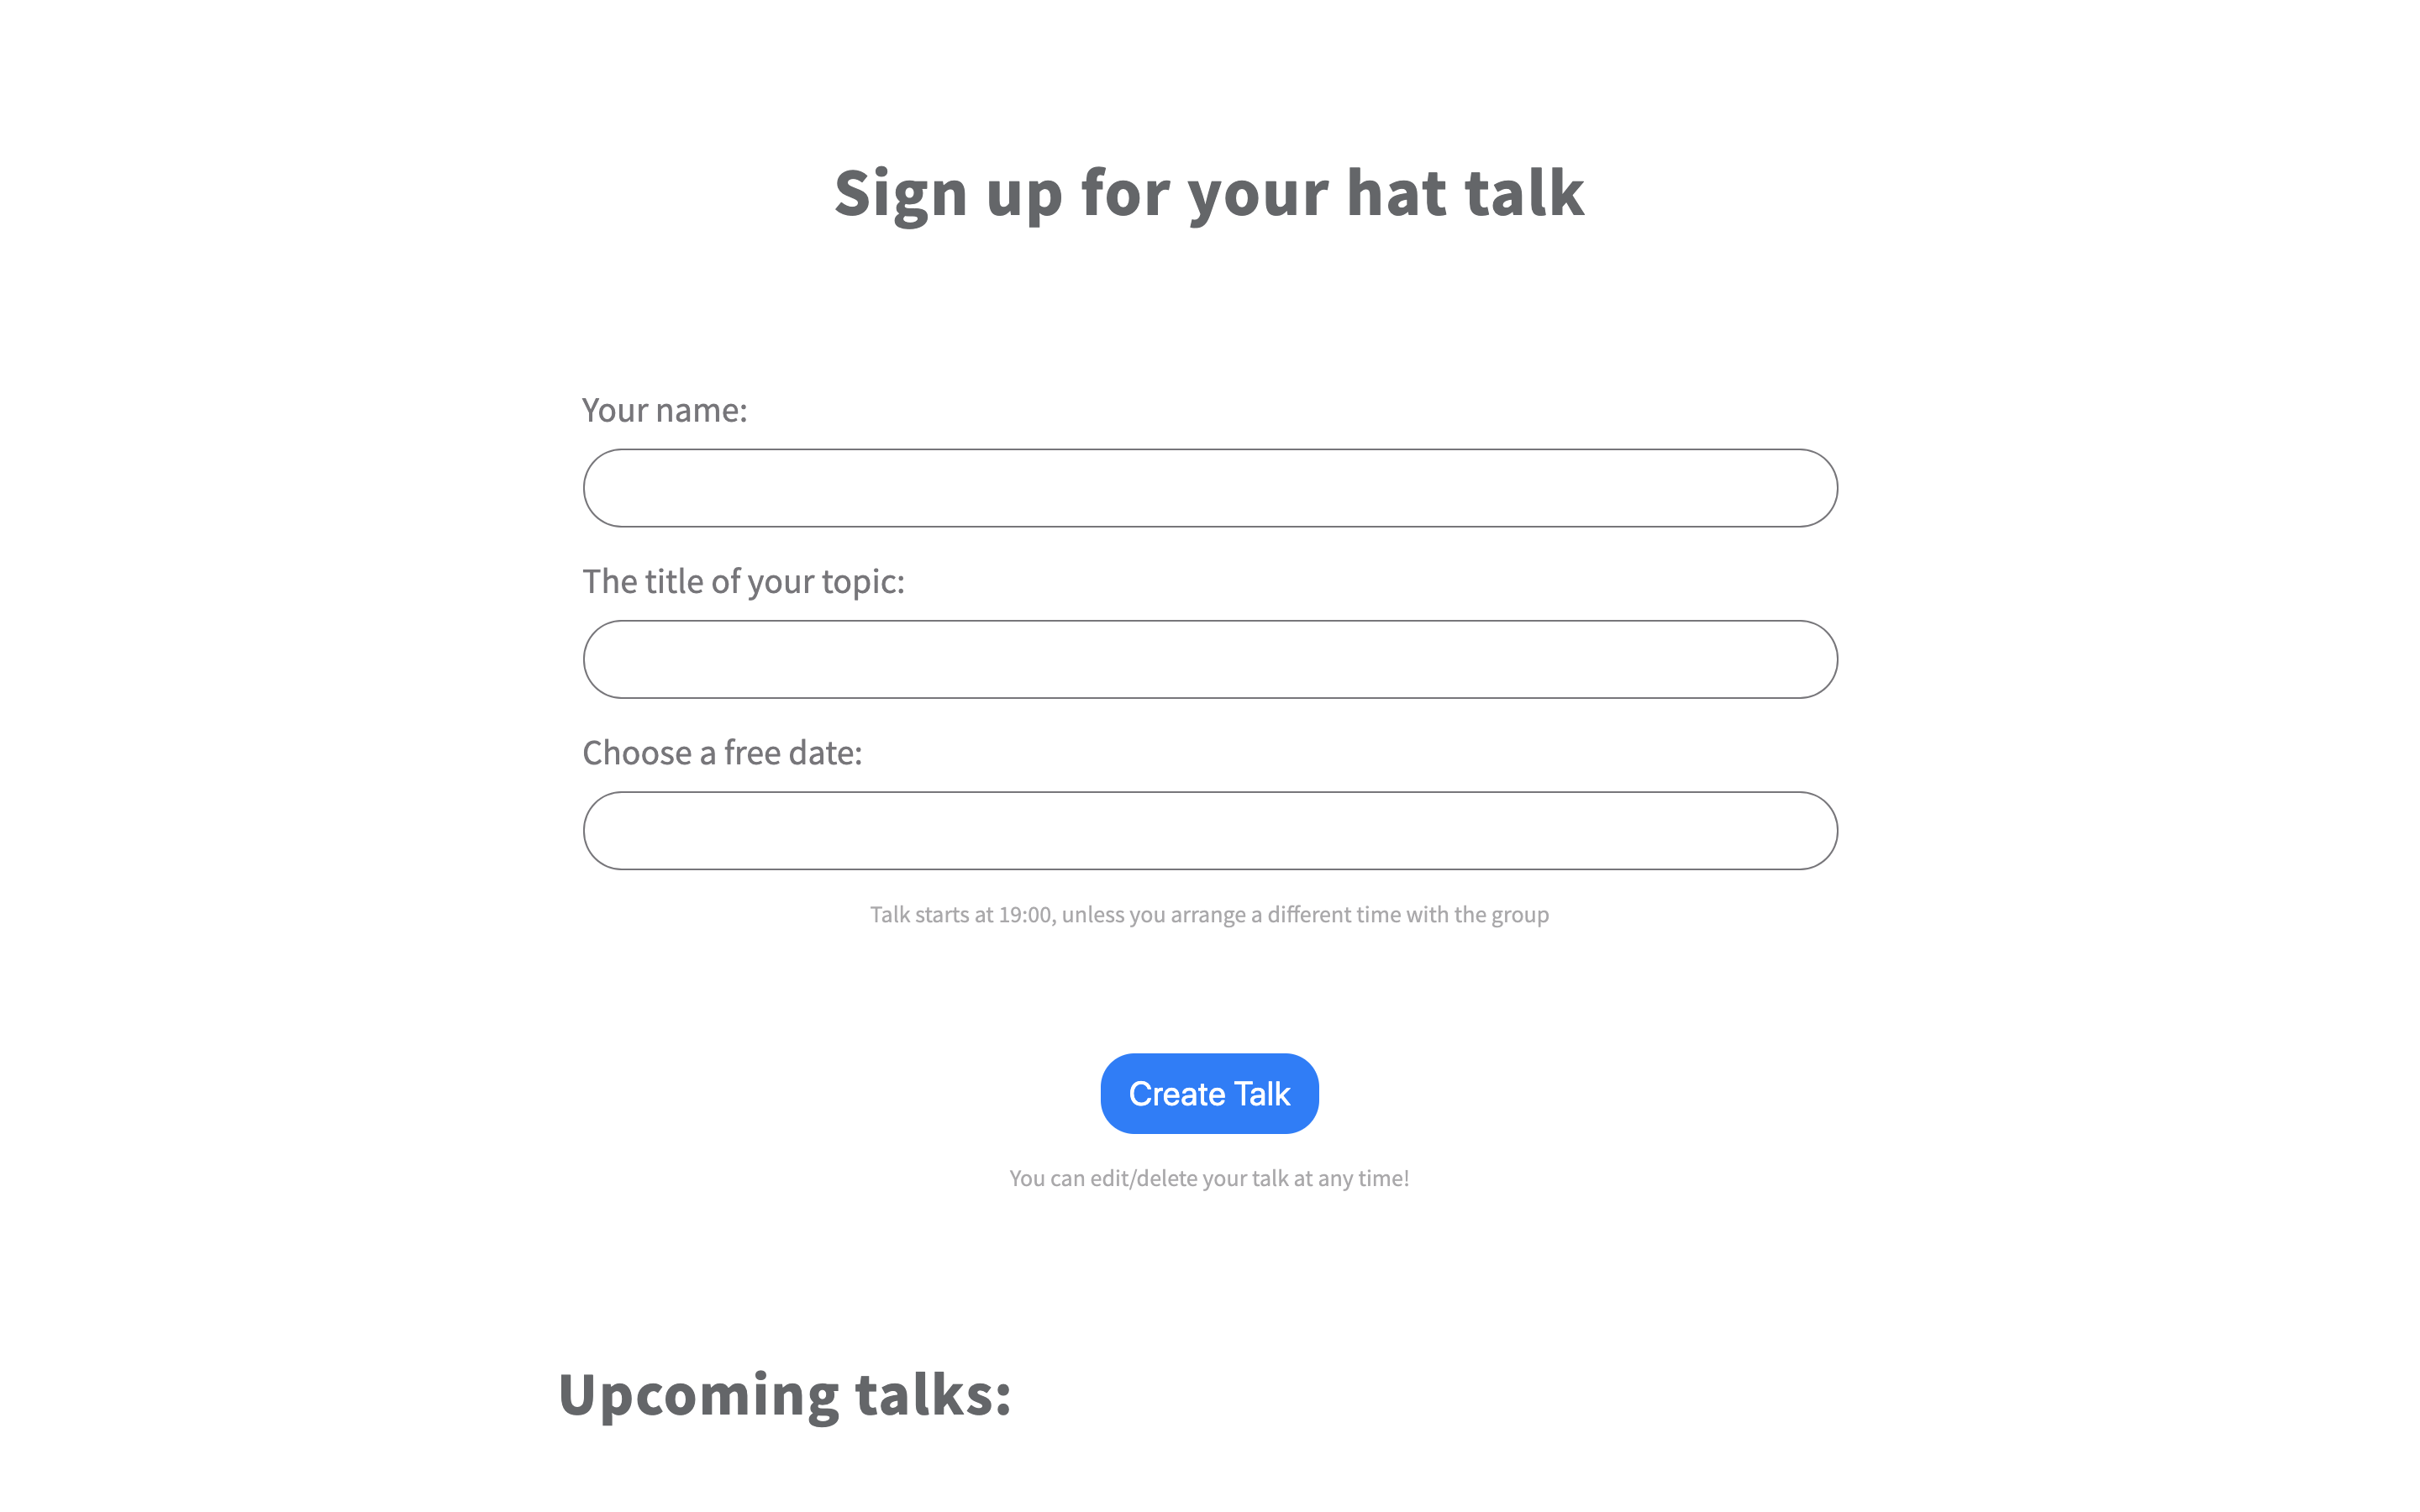 Sign up for your hat talk
Your name:
The title of your topic:
Choose a free date:
Talk starts at 19:00, unless you arrange a different time with the group
Create Talk
You can edit/delete your talk at any time!
Upcoming talks: